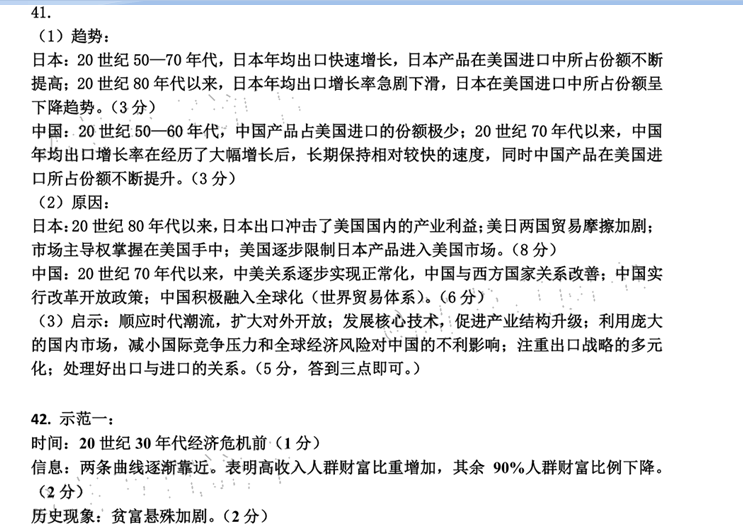 41.
（1）趋势：
日本：20 世纪 50—70 年代，日本年均出口快速增长，日本产品在美国进口中所占份额不断
提高；20 世纪 80 年代以来，日本年均出口增长率急剧下滑，日本在美国进口中所占份额呈
下降趋势。（3 分）
中国：20 世纪 50—60 年代，中国产品占美国进口的份额极少；20 世纪 70 年代以来，中国
年均出口增长率在经历了大幅增长后，长期保持相对较快的速度，同时中国产品在美国进
口所占份额不断提升。（3 分）
（2）原因：
日本：20 世纪 80 年代以来，日本出口冲击了美国国内的产业利益；美日两国贸易摩擦加剧；
市场主导权掌握在美国手中；美国逐步限制日本产品进入美国市场。（8 分）
中国：20 世纪 70 年代以来，中美关系逐步实现正常化，中国与西方国家关系改善；中国实
行改革开放政策；中国积极融入全球化（世界贸易体系）。（6 分）
（3）启示：顺应时代潮流，扩大对外开放；发展核心技术，促进产业结构升级；利用庞大
的国内市场，减小国际竞争压力和全球经济风险对中国的不利影响；注重出口战略的多元
化；处理好出口与进口的关系。（5 分，答到三点即可。）
42. 示范一：
时间：20 世纪 30 年代经济危机前（1 分）
信息：两条曲线逐渐靠近。表明高收入人群财富比重增加，其余 90%人群财富比例下降。
（2 分）
历史现象：贫富悬殊加剧。（2 分）